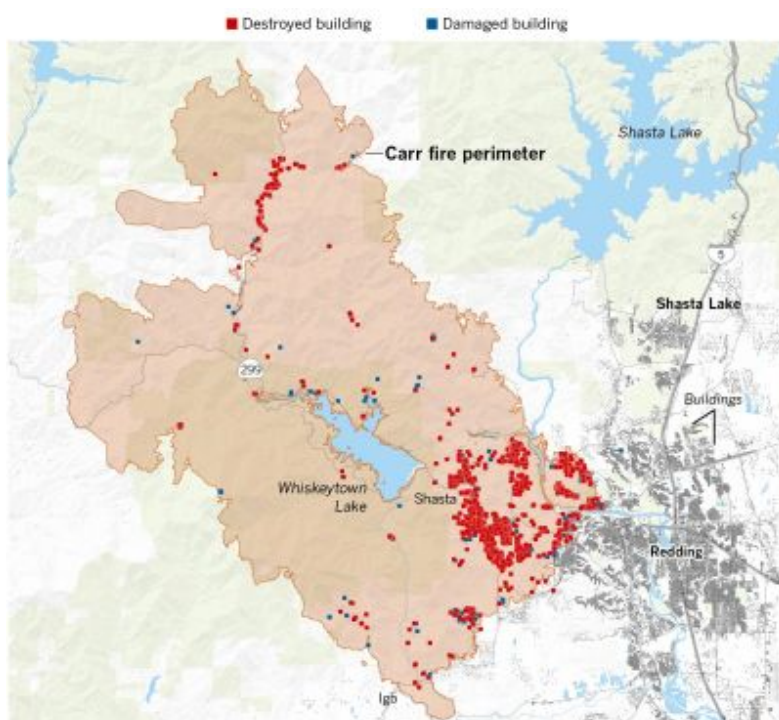 Destroyed building
Damaged building
Shasta Lake
Carr fire perimeter
5
Shasta Lake
299
Buildings
Whiskeytown
Lake
Shasta
Redding
Igo